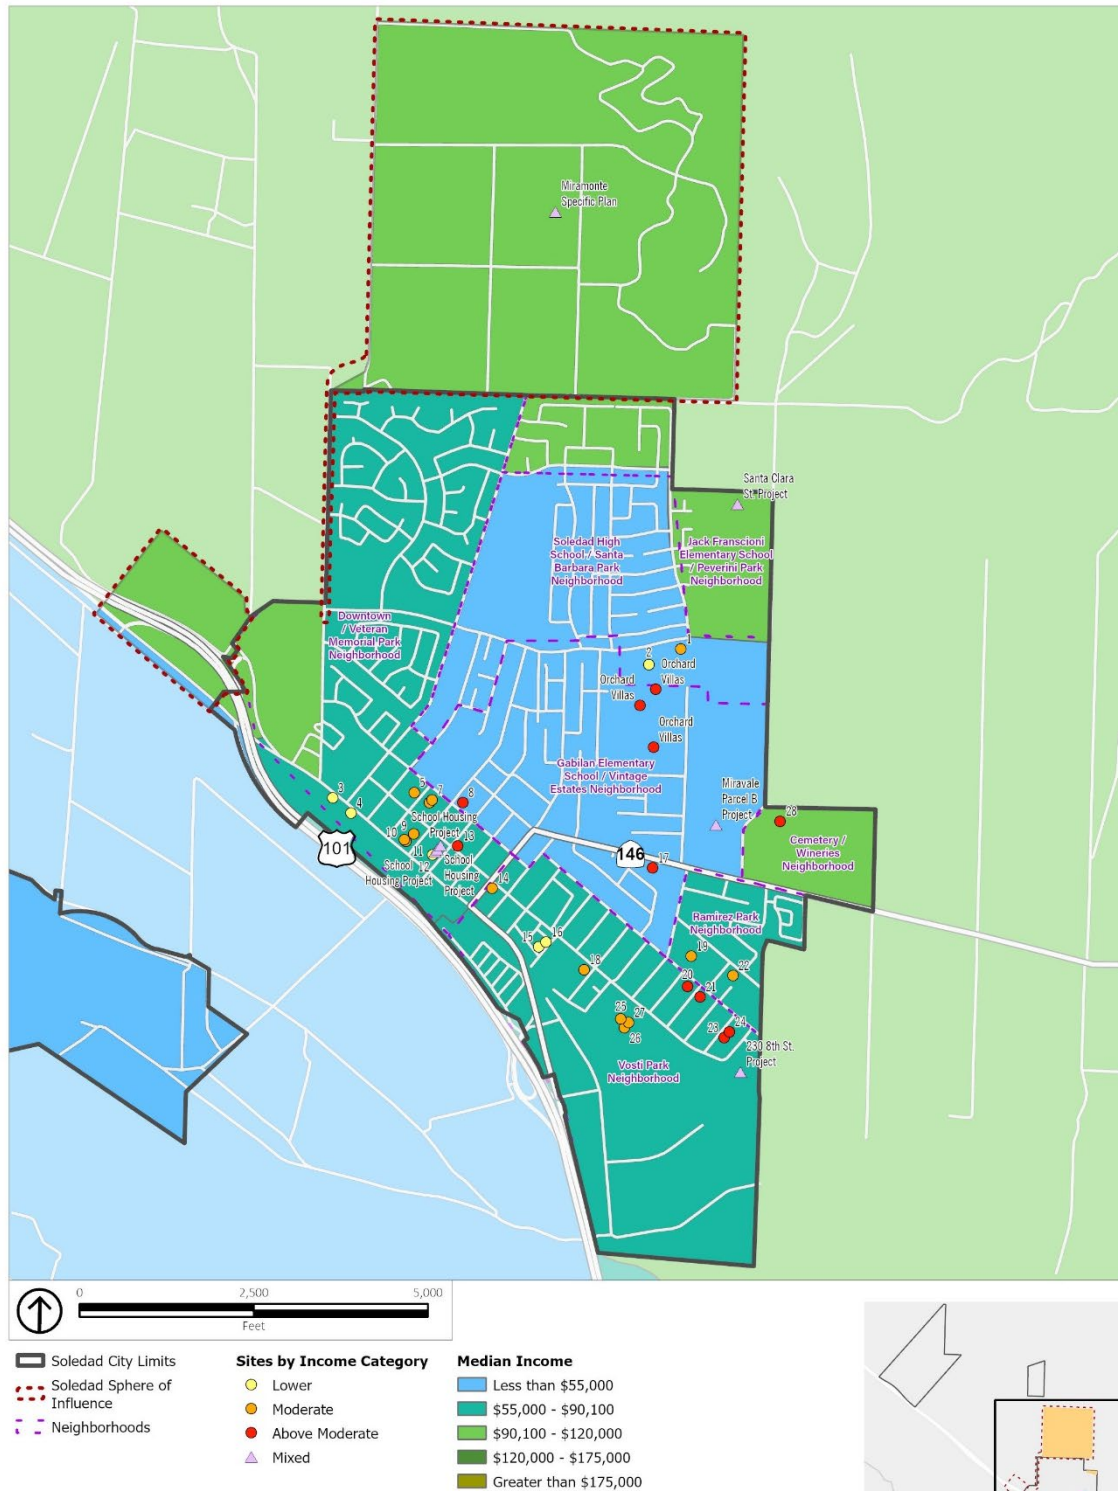 Miramonte
Specific Plan
Santa Clara
St. Project
Soledad High
School / Santa
Barbara Park
Neighborhood
Jack Franscioni
Elementary School
/ Peverini Park
Neighborhood
Downtown
/ Veteran
Memorial Park
Neighborhood
1
2
Orchard
Villas
Orchard
Villas
Orchard
Villas
Gabilan Elementary
School / Vintage
Estates Neighborhood
Miravale
Parcel B
Project
3
4
5
7
8
School Housing
Project
9
10
11
12
13
School
Housing Project
School
Housing
Project
101
146
17
28
Cemetery /
Wineries
Neighborhood
14
Ramirez Park
Neighborhood
15
16
18
19
20
21
22
23
24
25
26
27
230 8th St.
Project
Vosti Park
Neighborhood
0 2,500 5,000
Feet
Soledad City Limits
Soledad Sphere of
Influence
Neighborhoods
Sites by Income Category
Lower
Moderate
Above Moderate
Mixed
Median Income
Less than $55,000
$55,000 - $90,100
$90,100 - $120,000
$120,000 - $175,000
Greater than $175,000